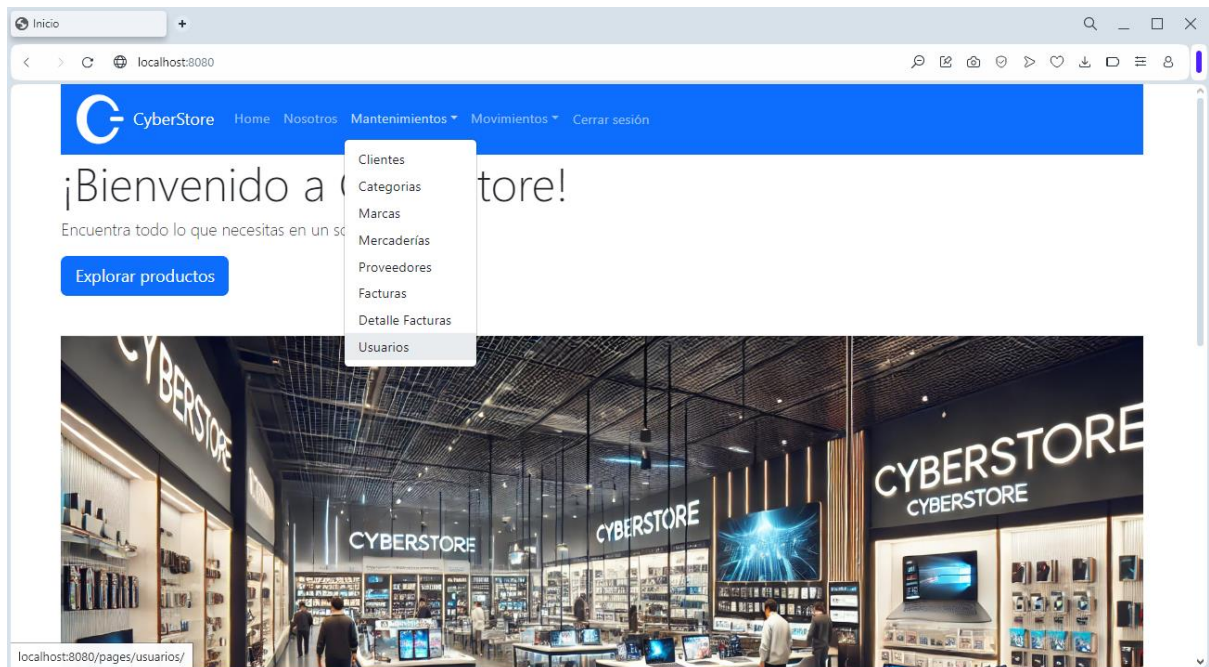 Inicio
localhost:8080
CyberStore Home Nosotros Mantenimientos Movimientos Cerrar sesión
Clientes
Categorias
Marcas
Mercaderías
Proveedores
Facturas
Detalle Facturas
Usuarios
¡Bienvenido a tore!
Encuentra todo lo que necesitas en un
Explorar productos
CYBERSTORE
CYBERSTORE
CYBERSTORE
CYBERSTORE
CYBERSTORE
localhost:8080/pages/usuarios/